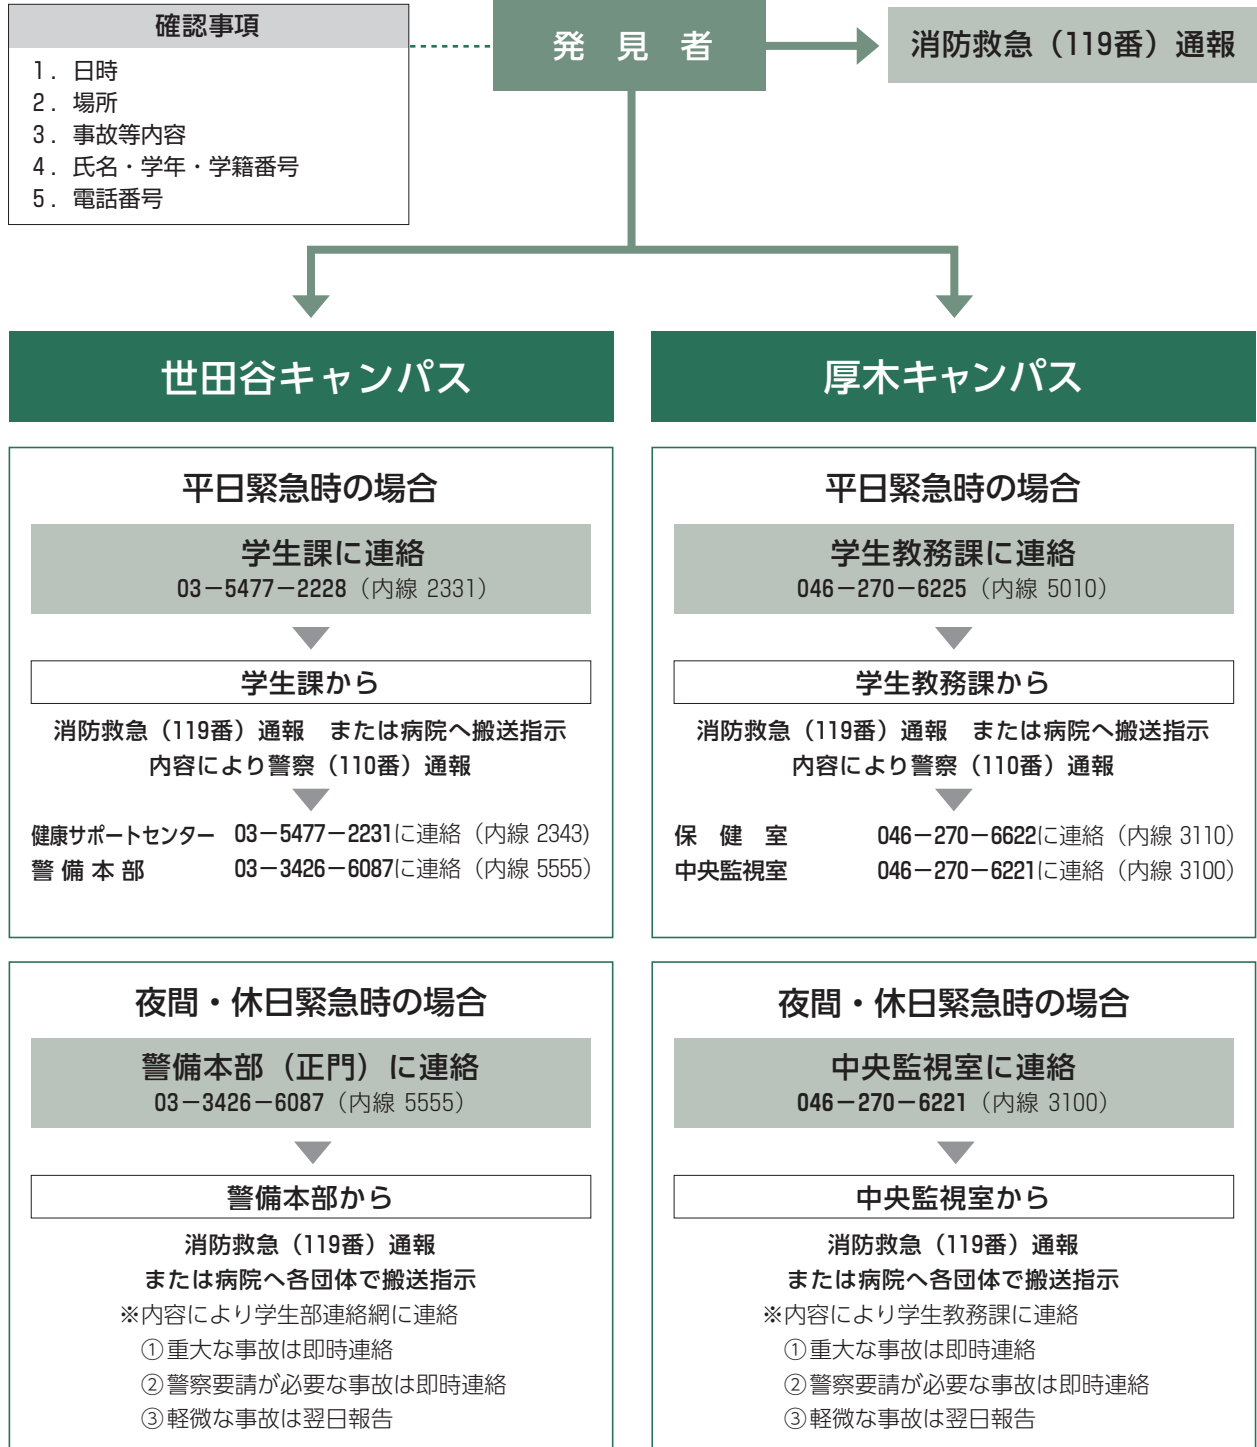 確認事項
1. 日時
2. 場所
3. 事故等内容
4. 氏名・学年・学籍番号
5. 電話番号
発見者
消防救急（119番）通報
世田谷キャンパス
平日緊急時の場合
学生課に連絡
03－5477－2228（内線 2331）
学生課から
消防救急（119番）通報　または病院へ搬送指示
内容により警察（110番）通報
健康サポートセンター　03－5477－2231に連絡（内線 2343）
警備本部　03－3426－6087に連絡（内線 5555）
夜間・休日緊急時の場合
警備本部（正門）に連絡
03－3426－6087（内線 5555）
警備本部から
消防救急（119番）通報
または病院へ各団体で搬送指示
※内容により学生部連絡網に連絡
①重大な事故は即時連絡
②警察要請が必要な事故は即時連絡
③軽微な事故は翌日報告
厚木キャンパス
平日緊急時の場合
学生教務課に連絡
046－270－6225（内線 5010）
学生教務課から
消防救急（119番）通報　または病院へ搬送指示
内容により警察（110番）通報
保健室　046－270－6622に連絡（内線 3110）
中央監視室　046－270－6221に連絡（内線 3100）
夜間・休日緊急時の場合
中央監視室に連絡
046－270－6221（内線 3100）
中央監視室から
消防救急（119番）通報
または病院へ各団体で搬送指示
※内容により学生教務課に連絡
①重大な事故は即時連絡
②警察要請が必要な事故は即時連絡
③軽微な事故は翌日報告